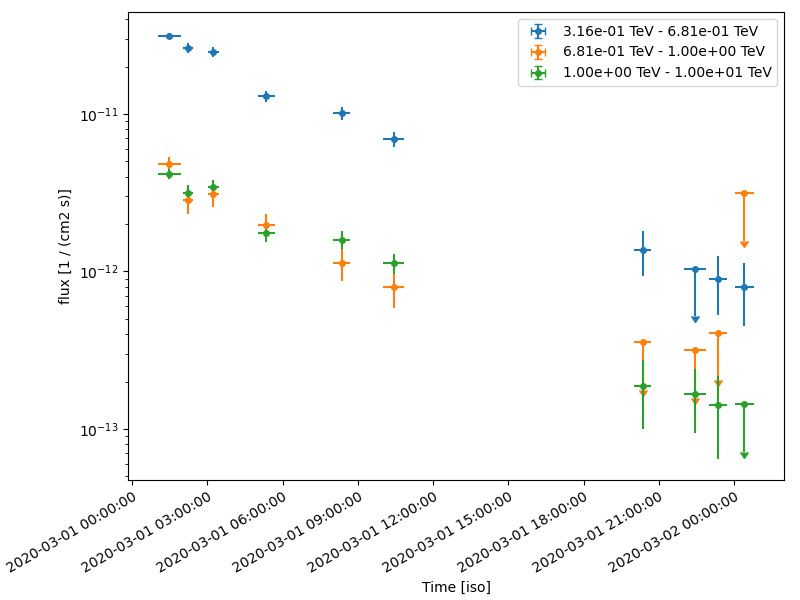 3.16e-01 TeV - 6.81e-01 TeV
6.81e-01 TeV - 1.00e+00 TeV
1.00e+00 TeV - 1.00e+01 TeV
10⁻¹¹
10⁻¹²
10⁻¹³
flux [1 / (cm2 s)]
2020-03-01 00:00:00
2020-03-01 03:00:00
2020-03-01 06:00:00
2020-03-01 09:00:00
2020-03-01 12:00:00
2020-03-01 15:00:00
2020-03-01 18:00:00
2020-03-01 21:00:00
2020-03-02 00:00:00
Time [iso]